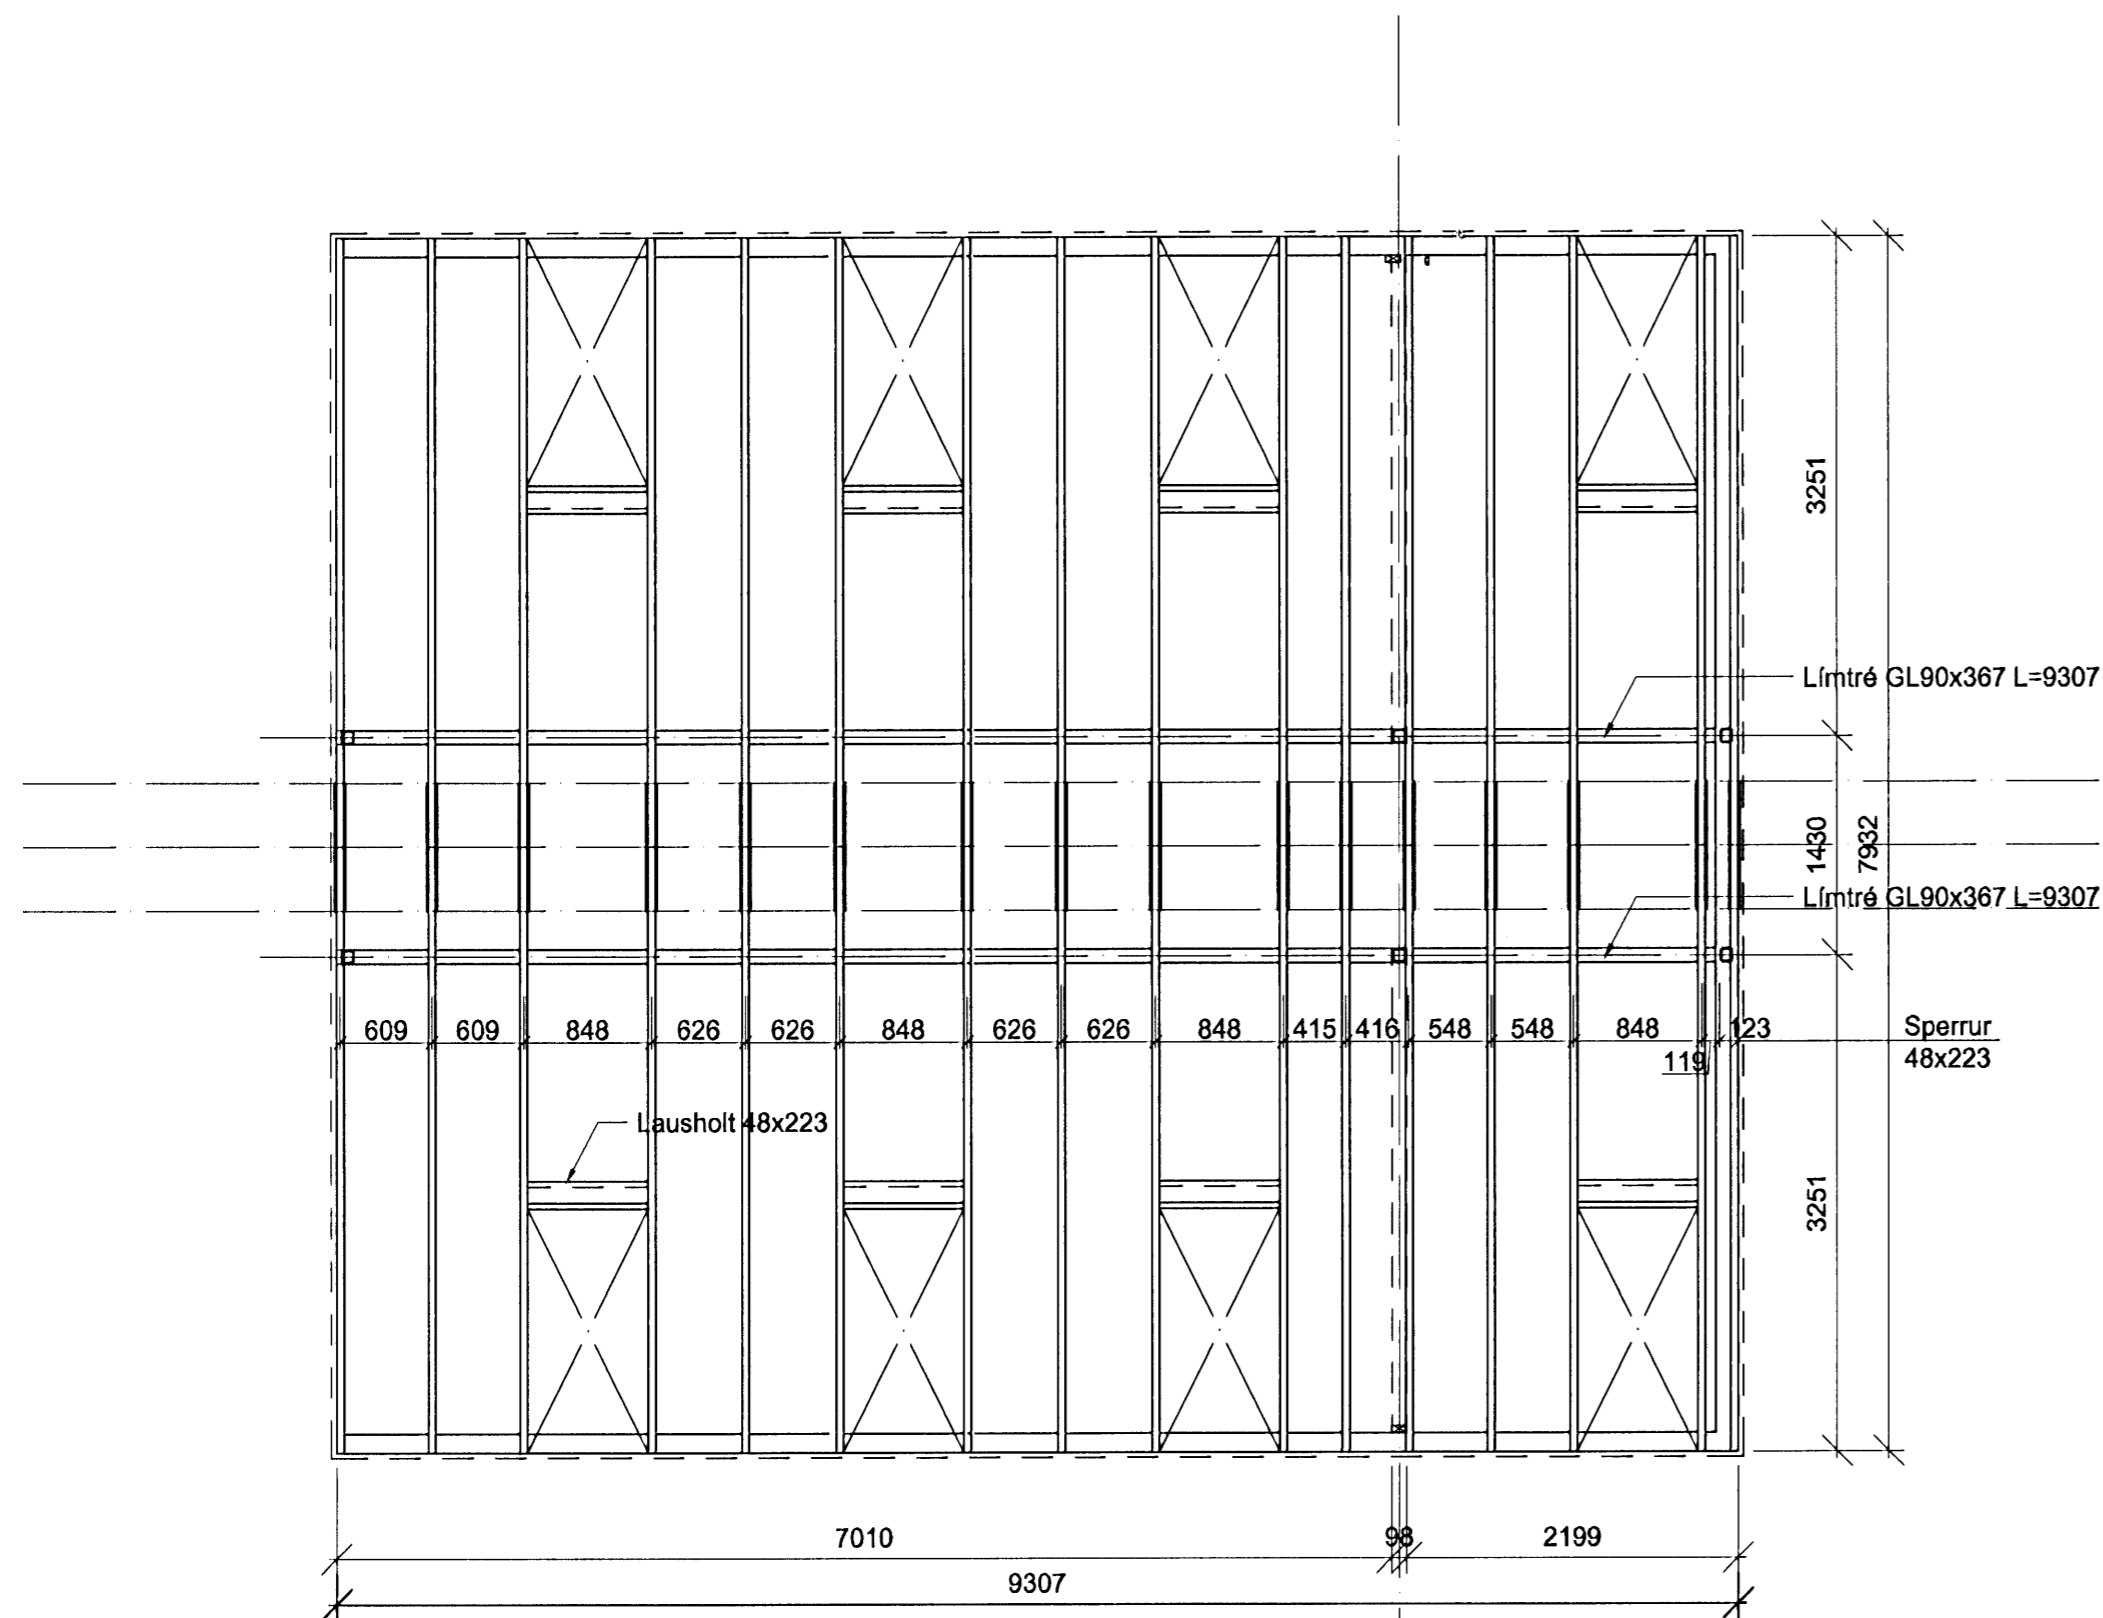 3251
Límtré GL90x367 L=9307
1430
7932
Límtré GL90x367 L=9307
609 609 848 626 626 848 626 626 848 415 416 548 548 848 123
119
Sperrur
48x223
Lausholt 48x223
3251
7010 98 2199
9307